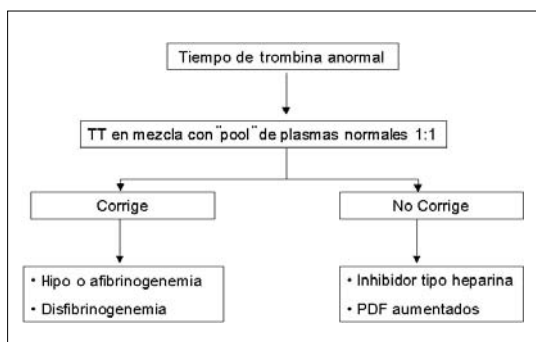 Tiempo de trombina anormal
TT en mezcla con ¨pool¨ de plasmas normales 1:1
Corrige
No Corrige
• Hipo o afibrinogenemia
• Disfibrinogenemia
• Inhibidor tipo heparina
• PDF aumentados